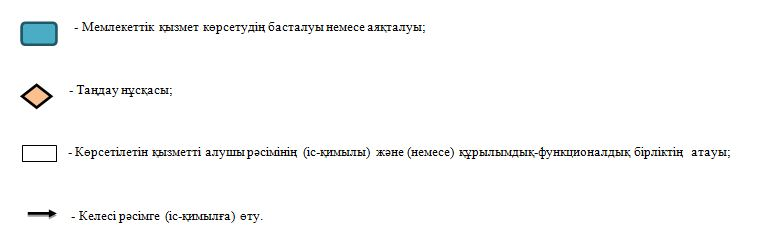 - Мемлекеттік қызмет көрсетудің басталуы немесе аяқталуы;
- Таңдау нұсқасы;
- Көрсетілетін қызметті алушы рәсімінің (іс-қимылы) және (немесе) құрылымдық-функционалдық бірліктің атауы;
- Келесі рәсімге (іс-қимылға) өту.